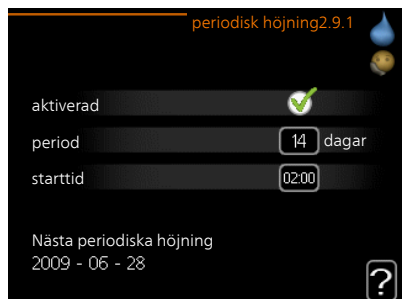 periodisk höjning2.9.1
aktiverad
period 14 dagar
starttid 02:00
Nästa periodiska höjning
2009 - 06 - 28
?